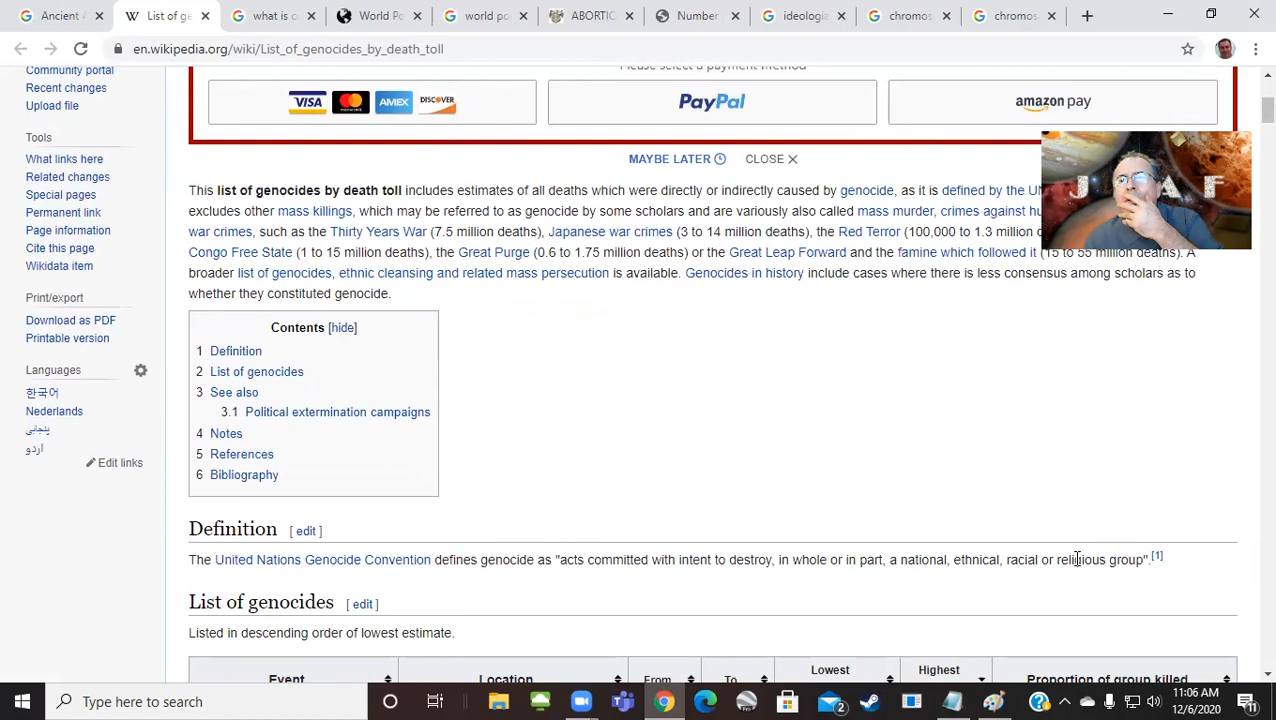 Ancient A
List of ge
what is c
World Po
world po
ABORTIC
Number
ideologic
chromos
chromos
en.wikipedia.org/wiki/List_of_genocides_by_death_toll
Community portal
Recent changes
Upload file
Tools
What links here
Related changes
Special pages
Permanent link
Page information
Cite this page
Wikidata item
Print/export
Download as PDF
Printable version
Languages
한국어
Nederlands
پنجابی
اردو
Edit links
Please select a payment method
VISA
AMEX
DISCOVER
PayPal
amazon pay
MAYBE LATER
CLOSE
This list of genocides by death toll includes estimates of all deaths which were directly or indirectly caused by genocide, as it is defined by the UN
excludes other mass killings, which may be referred to as genocide by some scholars and are variously also called mass murder, crimes against hu
war crimes, such as the Thirty Years War (7.5 million deaths), Japanese war crimes (3 to 14 million deaths), the Red Terror (100,000 to 1.3 million d
Congo Free State (1 to 15 million deaths), the Great Purge (0.6 to 1.75 million deaths) or the Great Leap Forward and the famine which followed it (15 to 55 million deaths). A
broader list of genocides, ethnic cleansing and related mass persecution is available. Genocides in history include cases where there is less consensus among scholars as to
whether they constituted genocide.
Contents [hide]
1 Definition
2 List of genocides
3 See also
3.1 Political extermination campaigns
4 Notes
5 References
6 Bibliography
Definition [ edit ]
The United Nations Genocide Convention defines genocide as "acts committed with intent to destroy, in whole or in part, a national, ethnical, racial or religious group".[1]
List of genocides [ edit ]
Listed in descending order of lowest estimate.
Event
Location
From
To
Lowest
Highest
Proportion of group killed
Type here to search
2
11:06 AM
12/6/2020
11